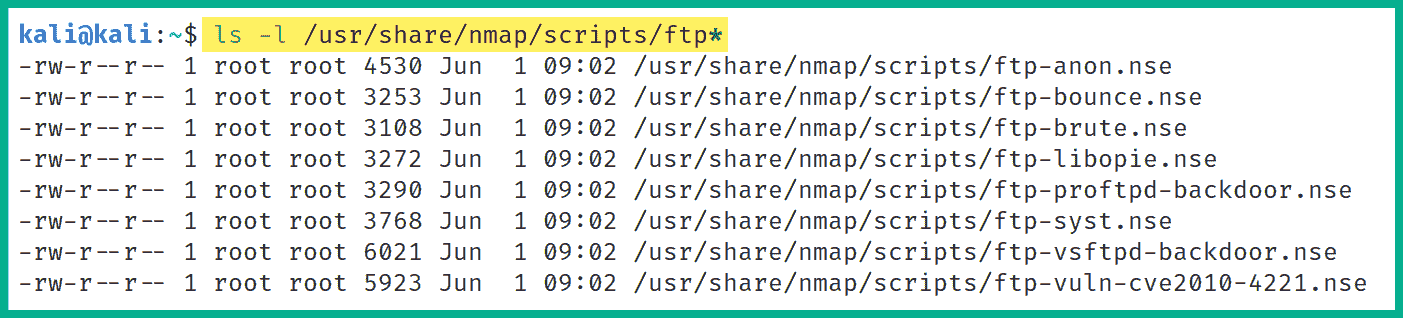 kali@kali:~$ ls -l /usr/share/nmap/scripts/ftp*
-rw-r--r-- 1 root root 4530 Jun  1 09:02 /usr/share/nmap/scripts/ftp-anon.nse
-rw-r--r-- 1 root root 3253 Jun  1 09:02 /usr/share/nmap/scripts/ftp-bounce.nse
-rw-r--r-- 1 root root 3108 Jun  1 09:02 /usr/share/nmap/scripts/ftp-brute.nse
-rw-r--r-- 1 root root 3272 Jun  1 09:02 /usr/share/nmap/scripts/ftp-libopie.nse
-rw-r--r-- 1 root root 3290 Jun  1 09:02 /usr/share/nmap/scripts/ftp-proftpd-backdoor.nse
-rw-r--r-- 1 root root 3768 Jun  1 09:02 /usr/share/nmap/scripts/ftp-syst.nse
-rw-r--r-- 1 root root 6021 Jun  1 09:02 /usr/share/nmap/scripts/ftp-vsftpd-backdoor.nse
-rw-r--r-- 1 root root 5923 Jun  1 09:02 /usr/share/nmap/scripts/ftp-vuln-cve2010-4221.nse